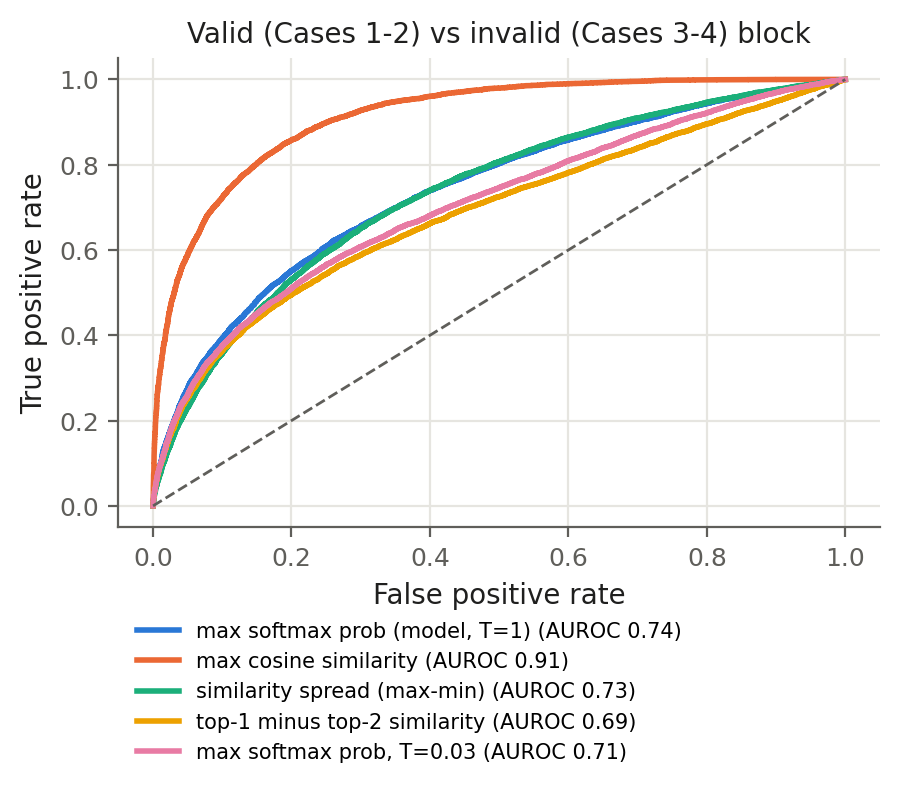 Valid (Cases 1-2) vs invalid (Cases 3-4) block
True positive rate
1.0
0.8
0.6
0.4
0.2
0.0
0.0 0.2 0.4 0.6 0.8 1.0
False positive rate
max softmax prob (model, T=1) (AUROC 0.74)
max cosine similarity (AUROC 0.91)
similarity spread (max-min) (AUROC 0.73)
top-1 minus top-2 similarity (AUROC 0.69)
max softmax prob, T=0.03 (AUROC 0.71)